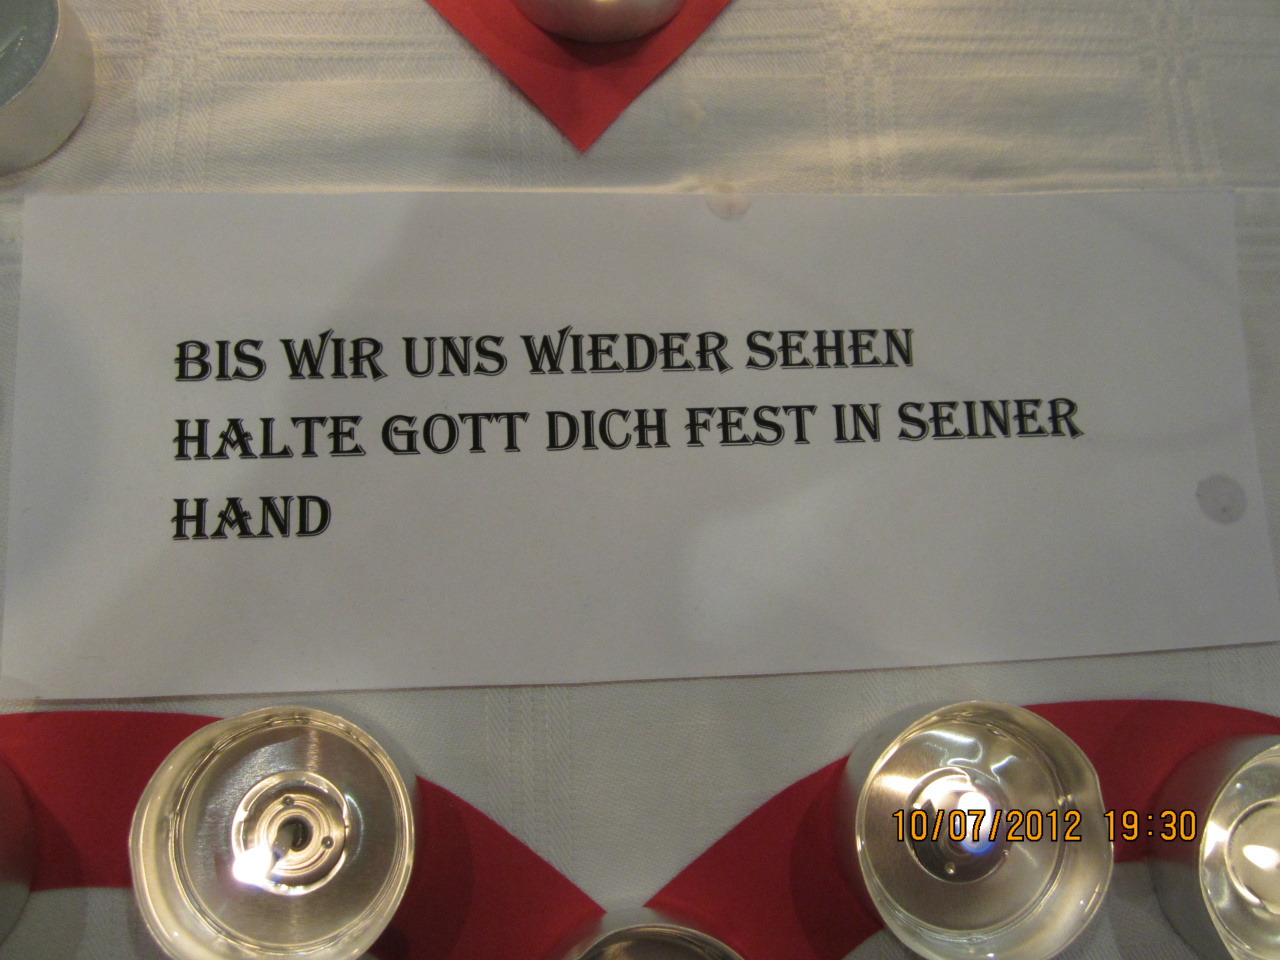 BIS WIR UNS WIEDER SEHEN
HALTE GOTT DICH FEST IN SEINER
HAND
10/07/2012 19:30